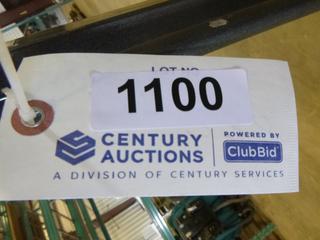 LOT NO.
1100
CENTURY
AUCTIONS
POWERED BY
ClubBid
A DIVISION OF CENTURY SERVICES